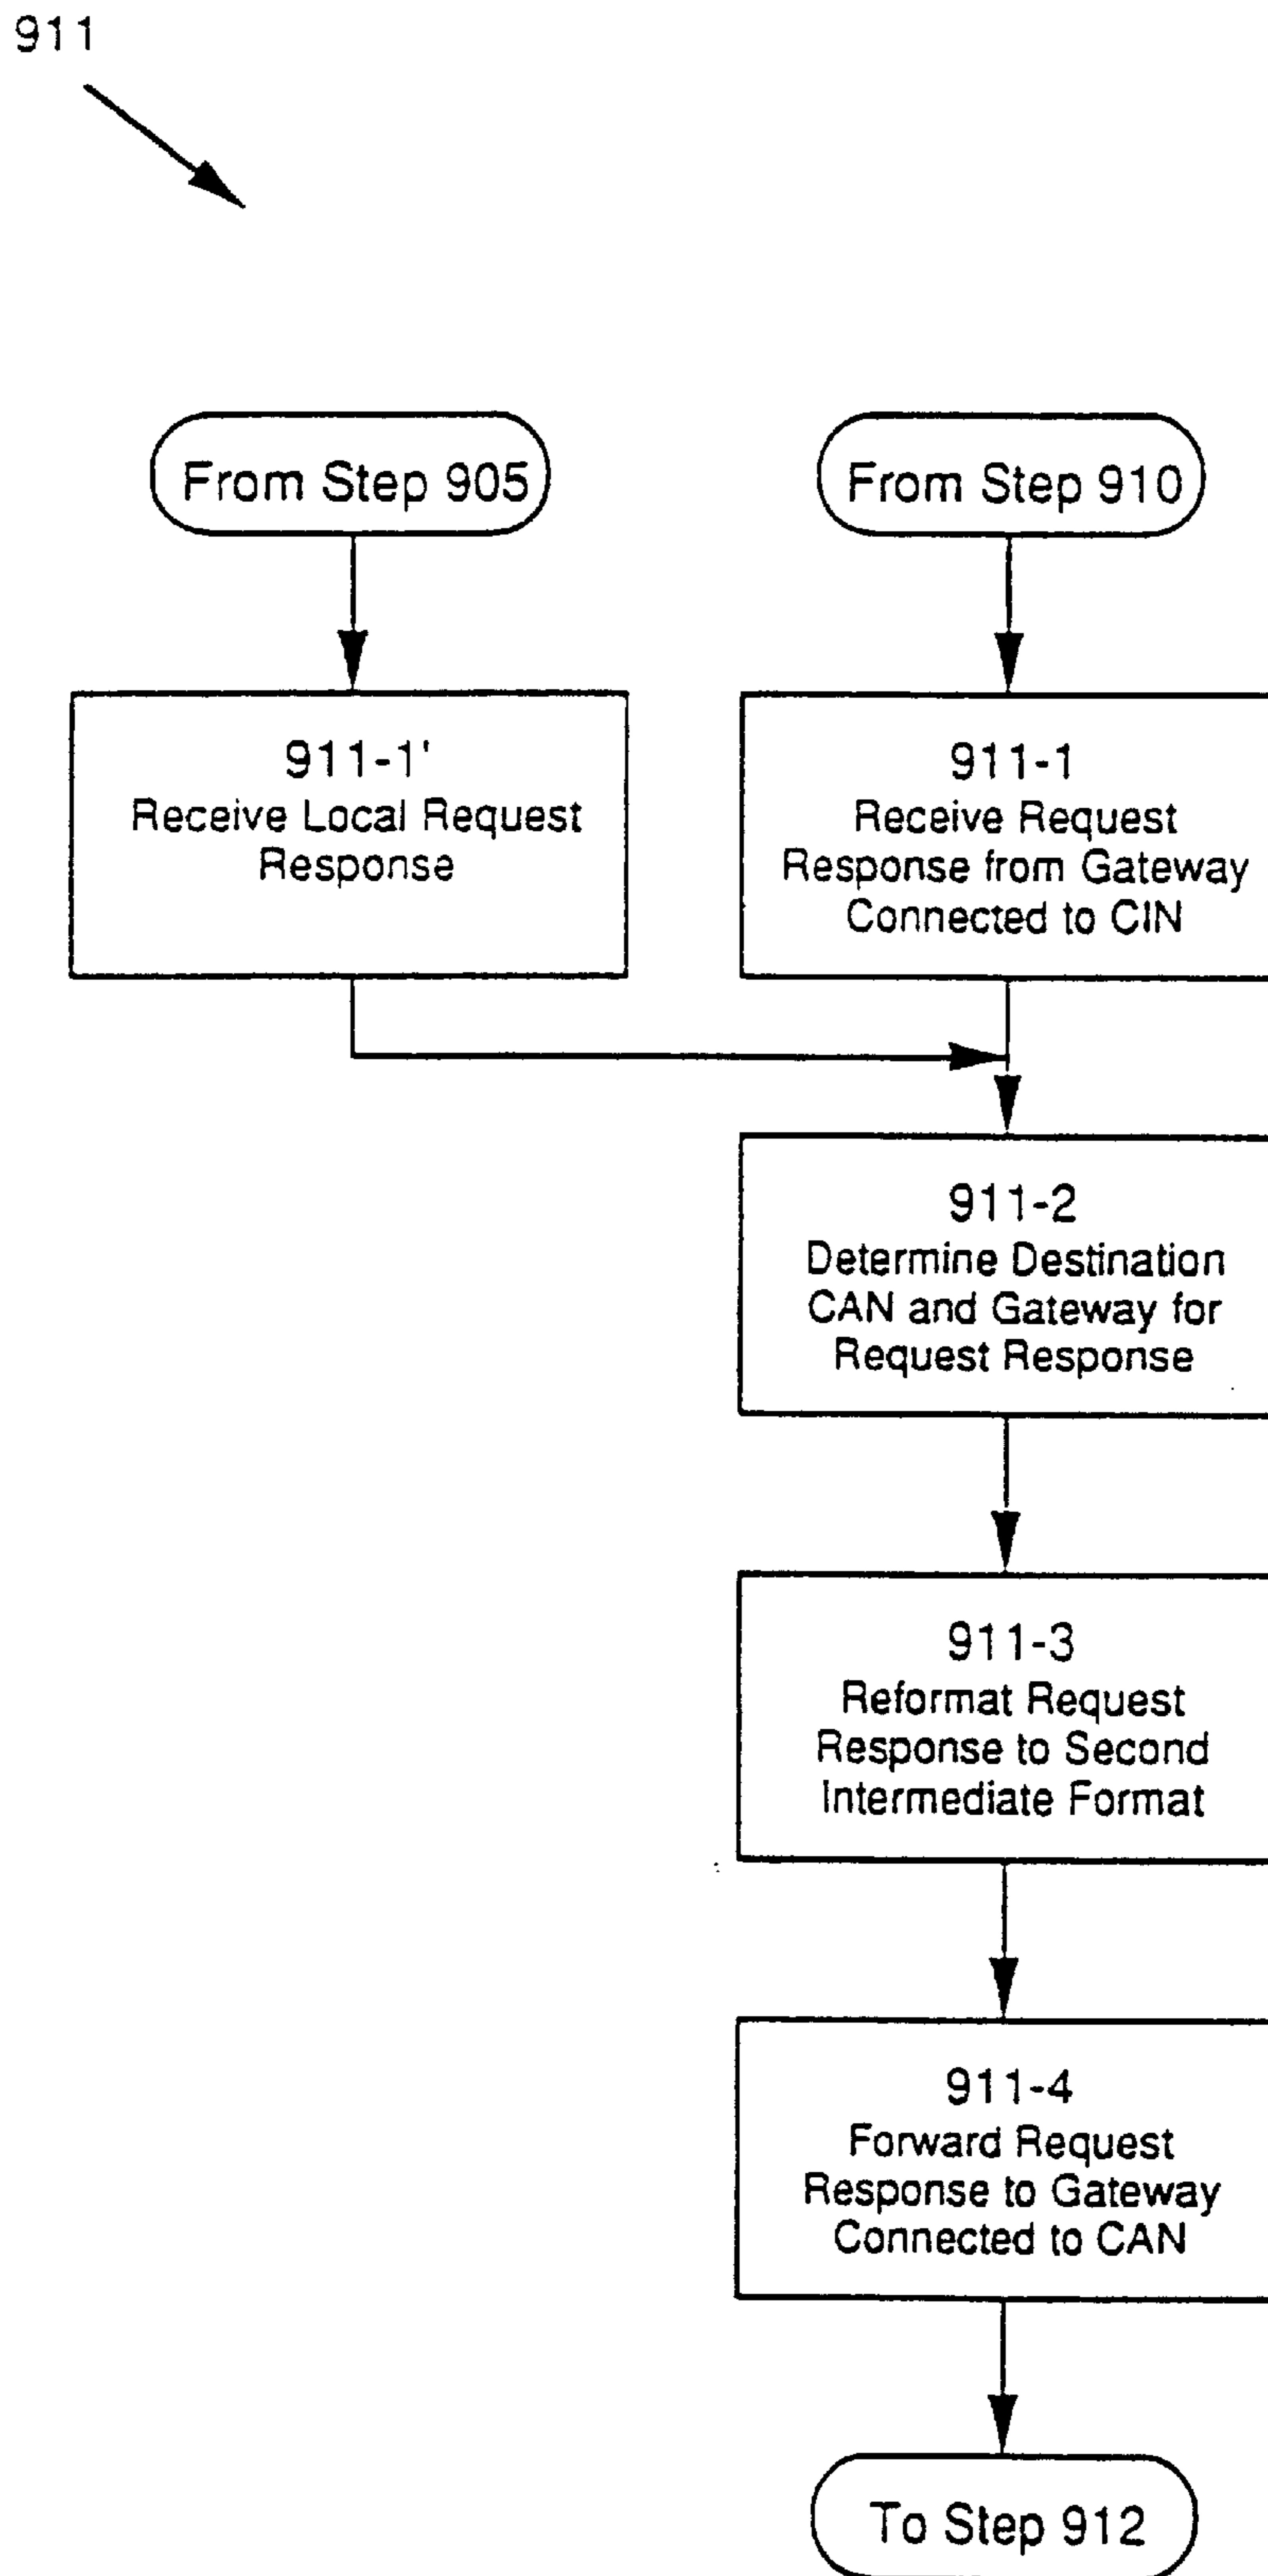 911
From Step 905
From Step 910
911-1'
Receive Local Request
Response
911-1
Receive Request
Response from Gateway
Connected to CIN
911-2
Determine Destination
CAN and Gateway for
Request Response
911-3
Reformat Request
Response to Second
Intermediate Format
911-4
Forward Request
Response to Gateway
Connected to CAN
To Step 912